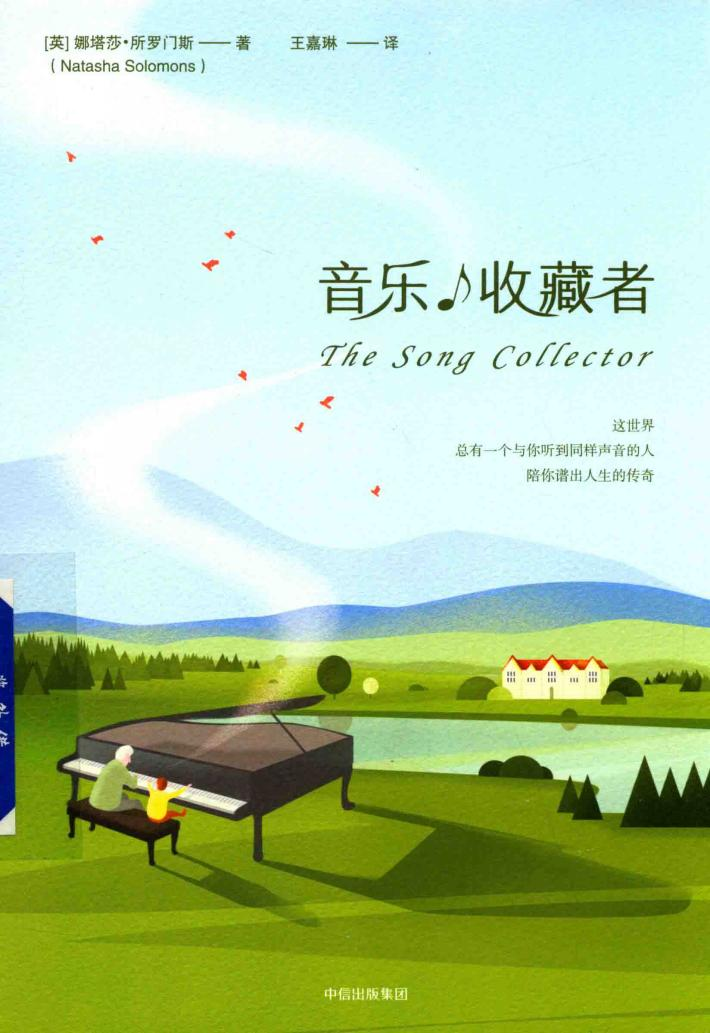 [英] 娜塔莎·所罗门斯 —— 著 王嘉琳 —— 译
( Natasha Solomons )
音乐♪收藏者
The Song Collector
这世界
总有一个与你听到同样声音的人
陪你谱出人生的传奇
中信出版集团